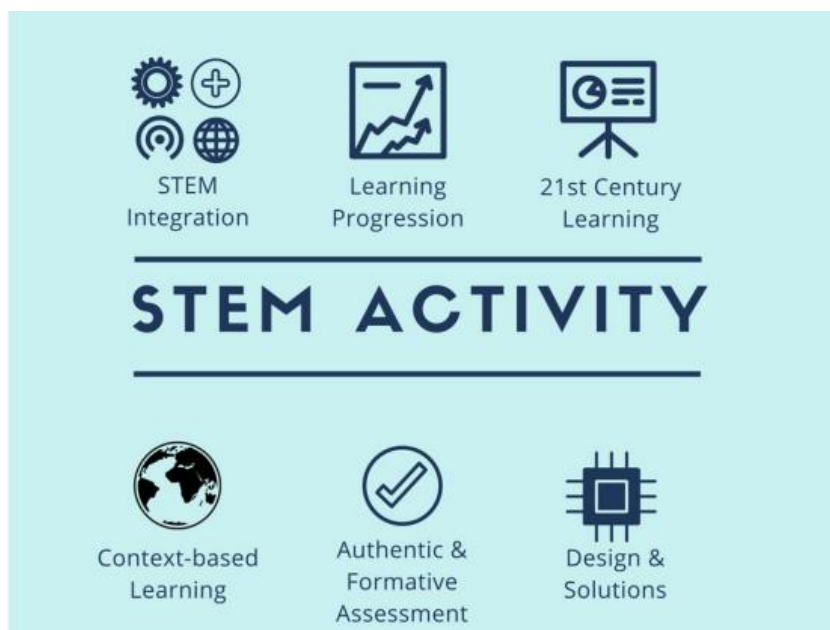 STEM
Integration
Learning
Progression
21st Century
Learning
STEM ACTIVITY
Context-based
Learning
Authentic &
Formative
Assessment
Design &
Solutions